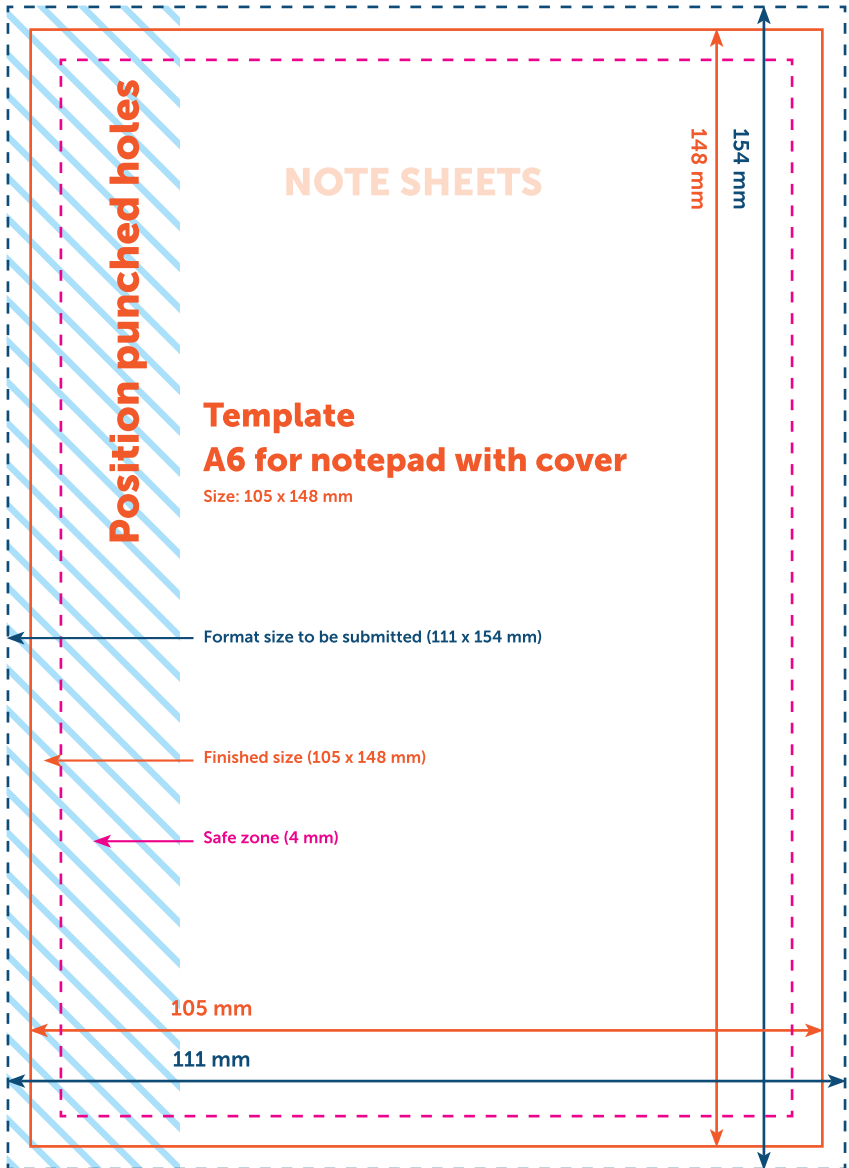 Position punched holes
NOTE SHEETS
148 mm
154 mm
Template
A6 for notepad with cover
Size: 105 x 148 mm
Format size to be submitted (111 x 154 mm)
Finished size (105 x 148 mm)
Safe zone (4 mm)
105 mm
111 mm